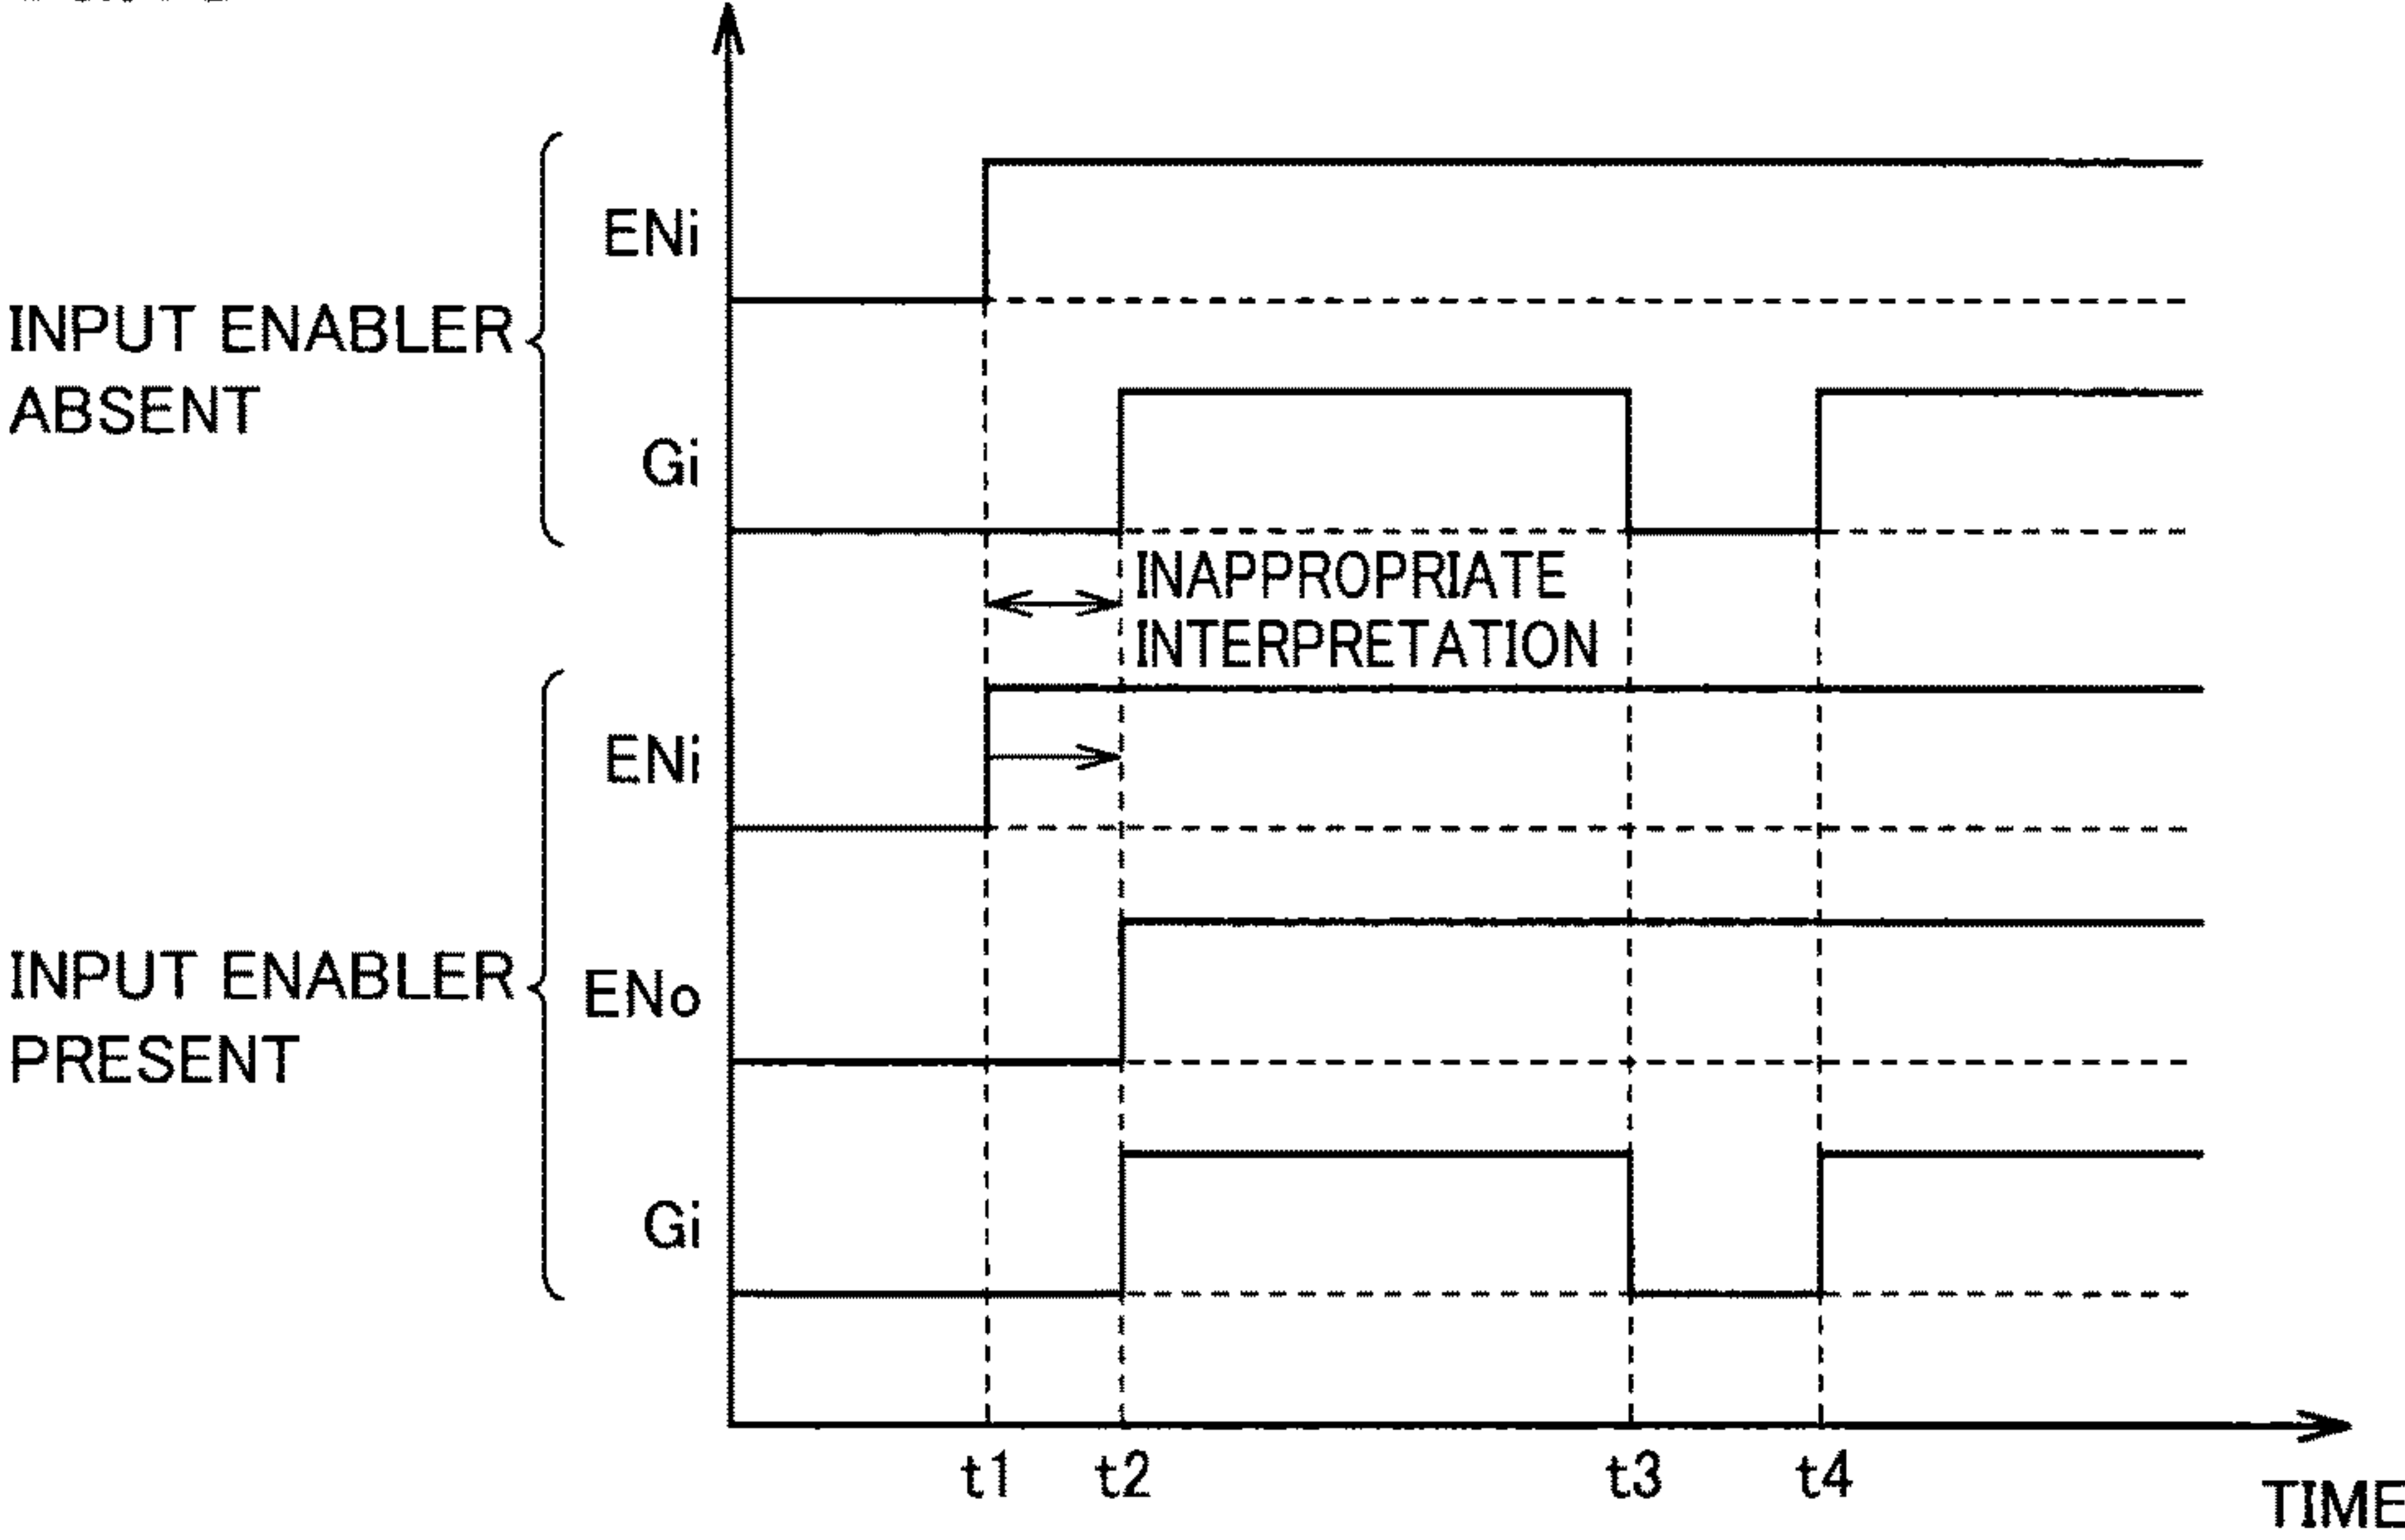 ENi
INPUT ENABLER
ABSENT
Gi
INAPPROPRIATE
INTERPRETATION
ENi
INPUT ENABLER
PRESENT
ENo
Gi
t1 t2 t3 t4
TIME